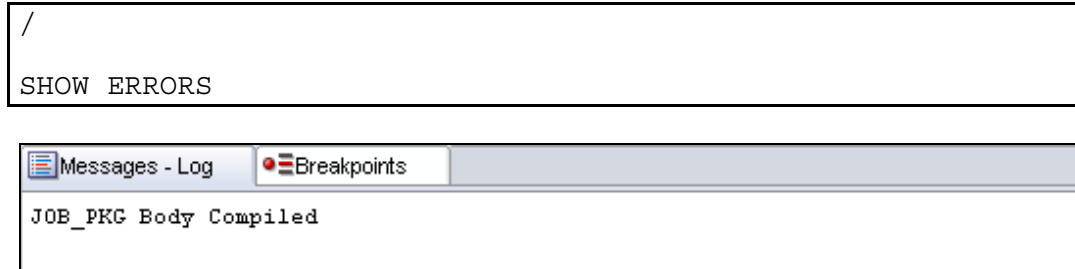 /
SHOW ERRORS
Messages - Log
Breakpoints
JOB_PKG Body Compiled